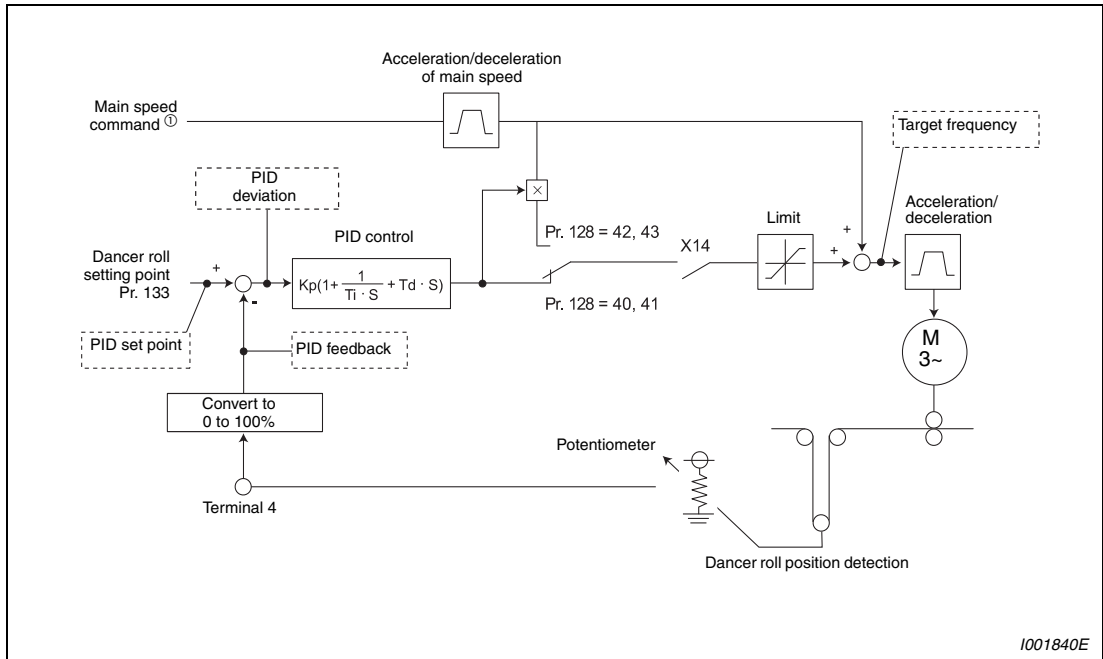 Acceleration/deceleration
of main speed
Main speed
command ①
Target frequency
PID
deviation
×
Acceleration/
deceleration
Limit
PID control
Pr. 128 = 42, 43
X14
+
+
Dancer roll
setting point
Pr. 133
+
-
Kp(1+ 1/(Ti · S) + Td · S)
Pr. 128 = 40, 41
PID set point
PID feedback
M
3~
Convert to
0 to 100%
Potentiometer
Terminal 4
Dancer roll position detection
I001840E